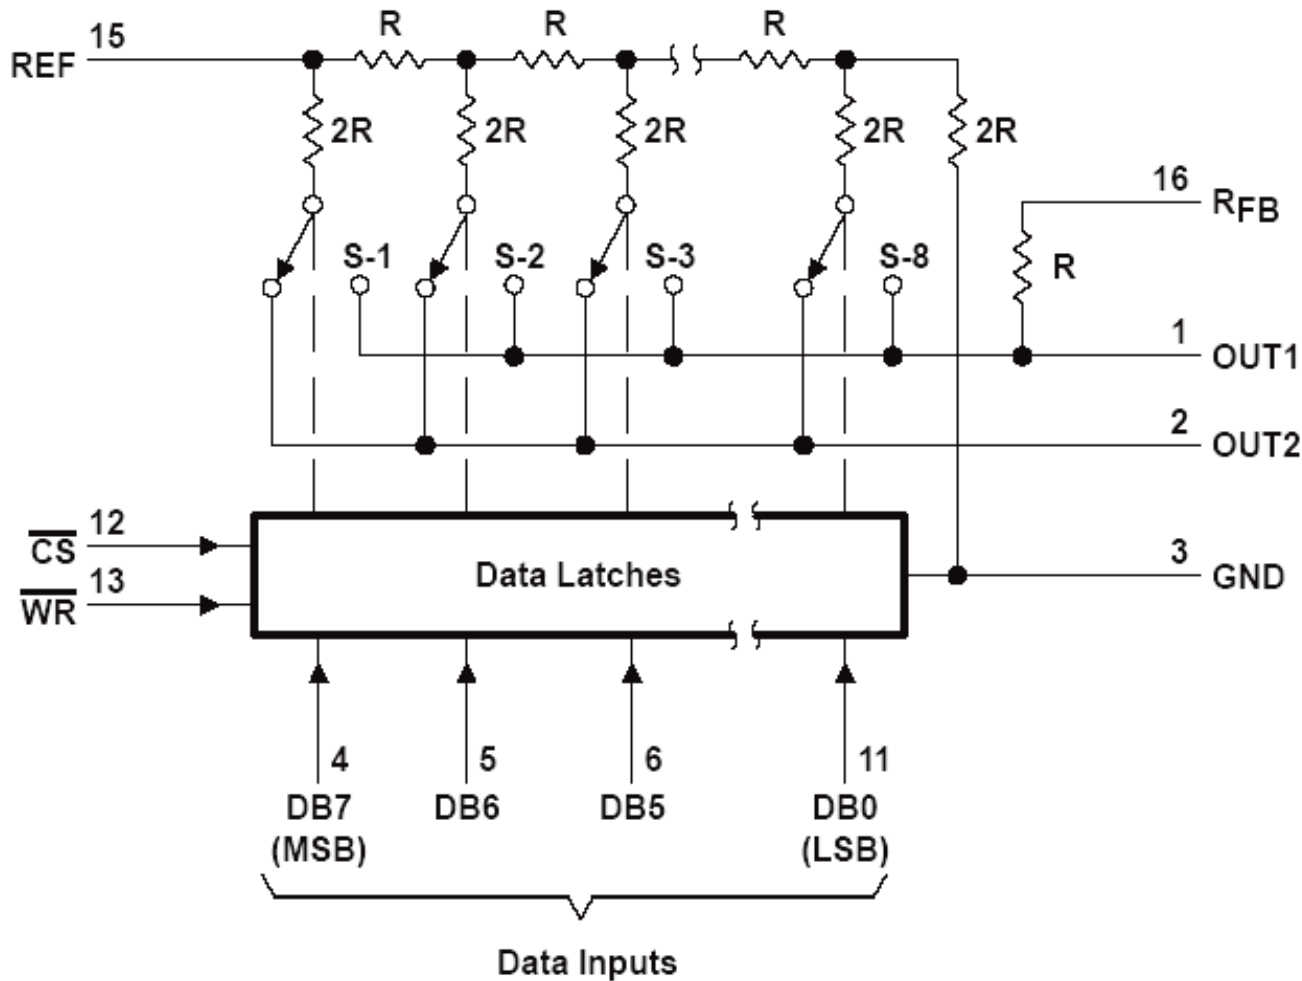 R R R
15
REF
2R 2R 2R 2R 2R
16
RFB
S-1 S-2 S-3 S-8
R
1
OUT1
2
OUT2
12
CS
13
WR
Data Latches
3
GND
4 5 6 11
DB7 DB6 DB5 DB0
(MSB) (LSB)
Data Inputs